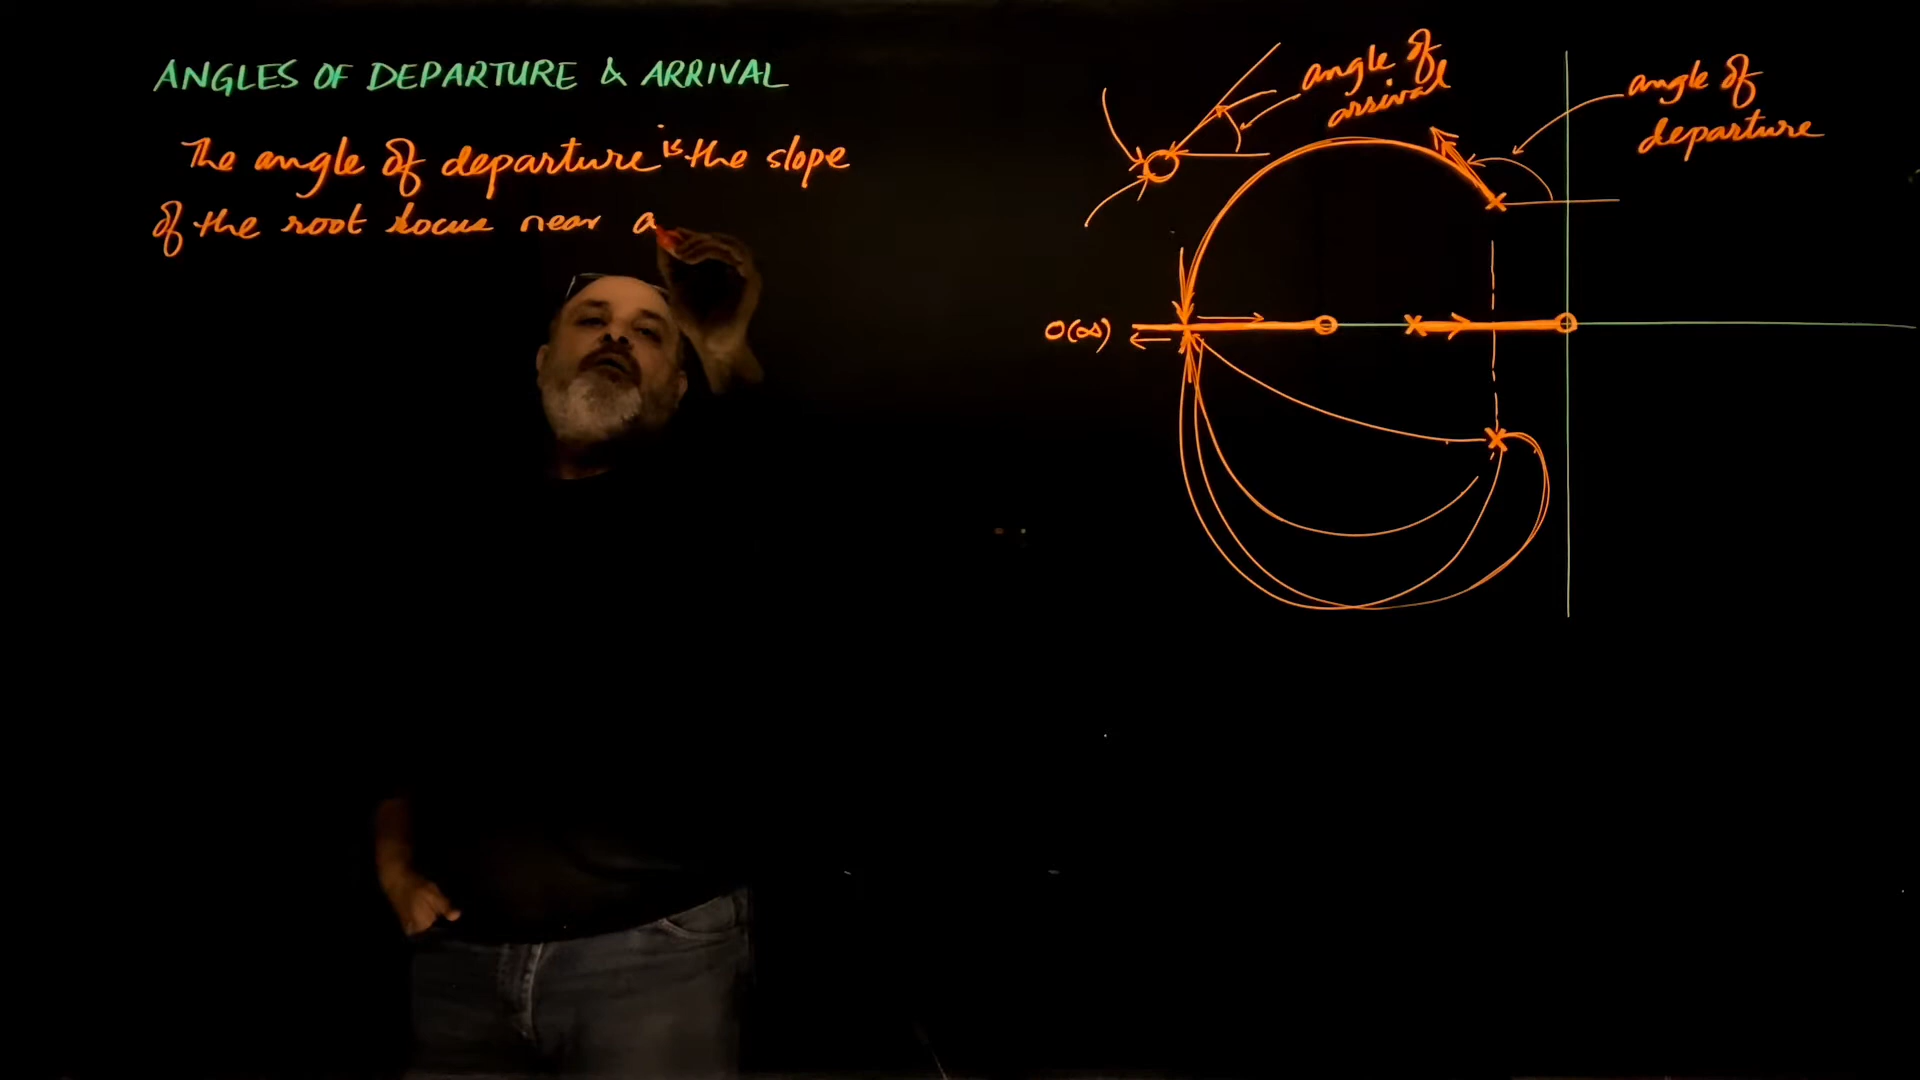 ANGLES OF DEPARTURE & ARRIVAL
The angle of departure is the slope
of the root locus near a
angle of
arrival
angle of
departure
O(∞)